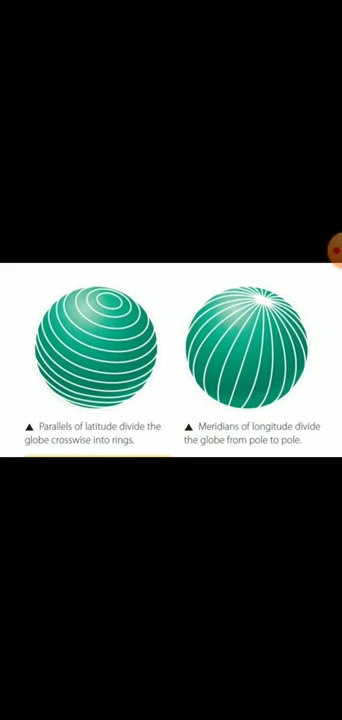 ▲ Parallels of latitude divide the
globe crosswise into rings.
▲ Meridians of longitude divide
the globe from pole to pole.